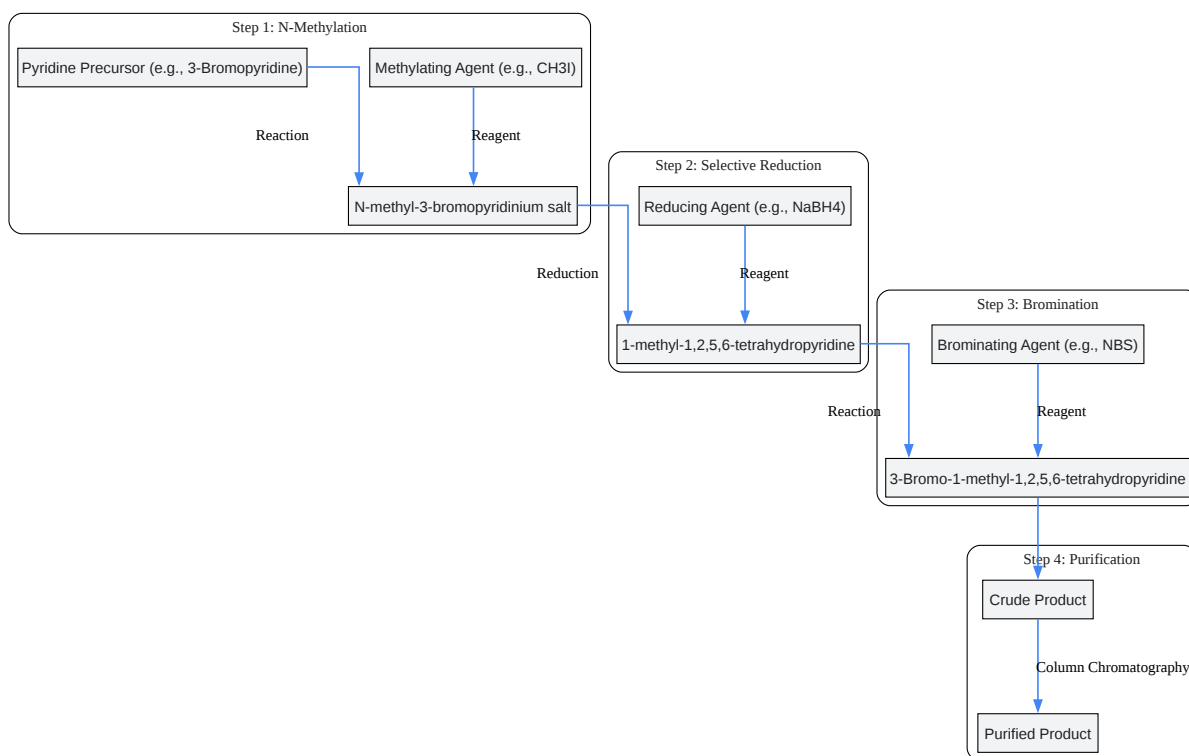 Step 1: N-Methylation
Pyridine Precursor (e.g., 3-Bromopyridine)
Methylating Agent (e.g., CH3I)
Reaction
Reagent
N-methyl-3-bromopyridinium salt
Step 2: Selective Reduction
Reducing Agent (e.g., NaBH4)
Reduction
Reagent
1-methyl-1,2,5,6-tetrahydropyridine
Step 3: Bromination
Brominating Agent (e.g., NBS)
Reaction
Reagent
3-Bromo-1-methyl-1,2,5,6-tetrahydropyridine
Step 4: Purification
Crude Product
Column Chromatography
Purified Product